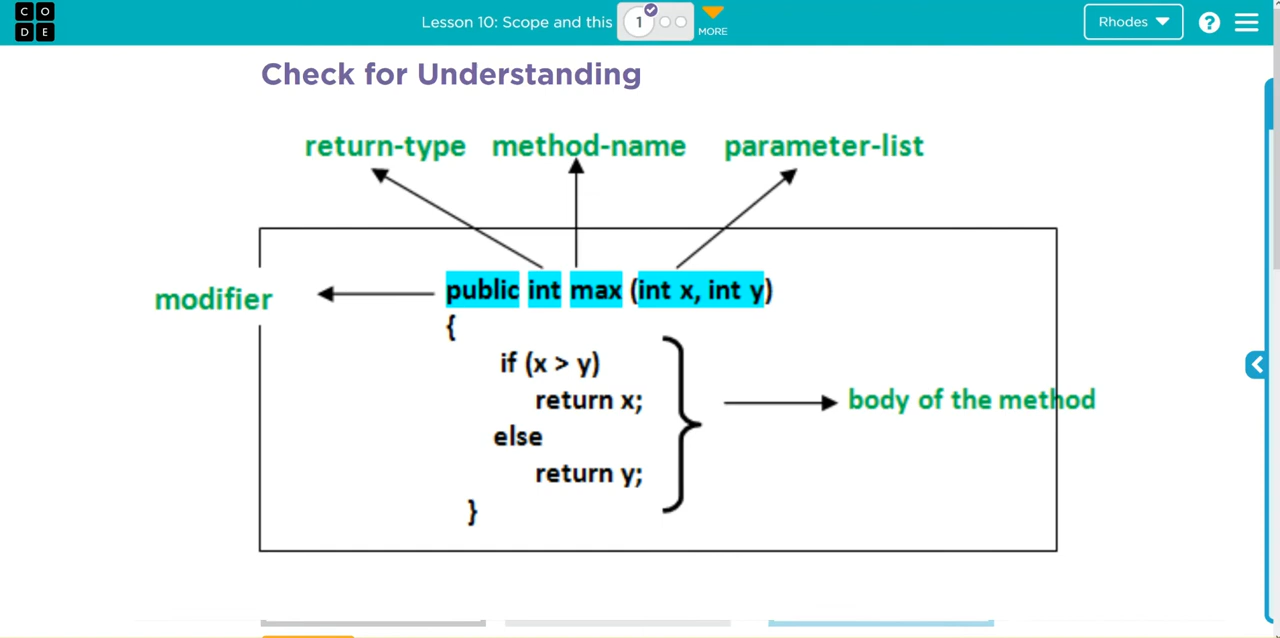 C O
D E
Lesson 10: Scope and this
1
MORE
Rhodes
?
Check for Understanding
return-type method-name parameter-list
modifier
public int max (int x, int y)
{
if (x > y)
return x;
else
return y;
}
body of the method